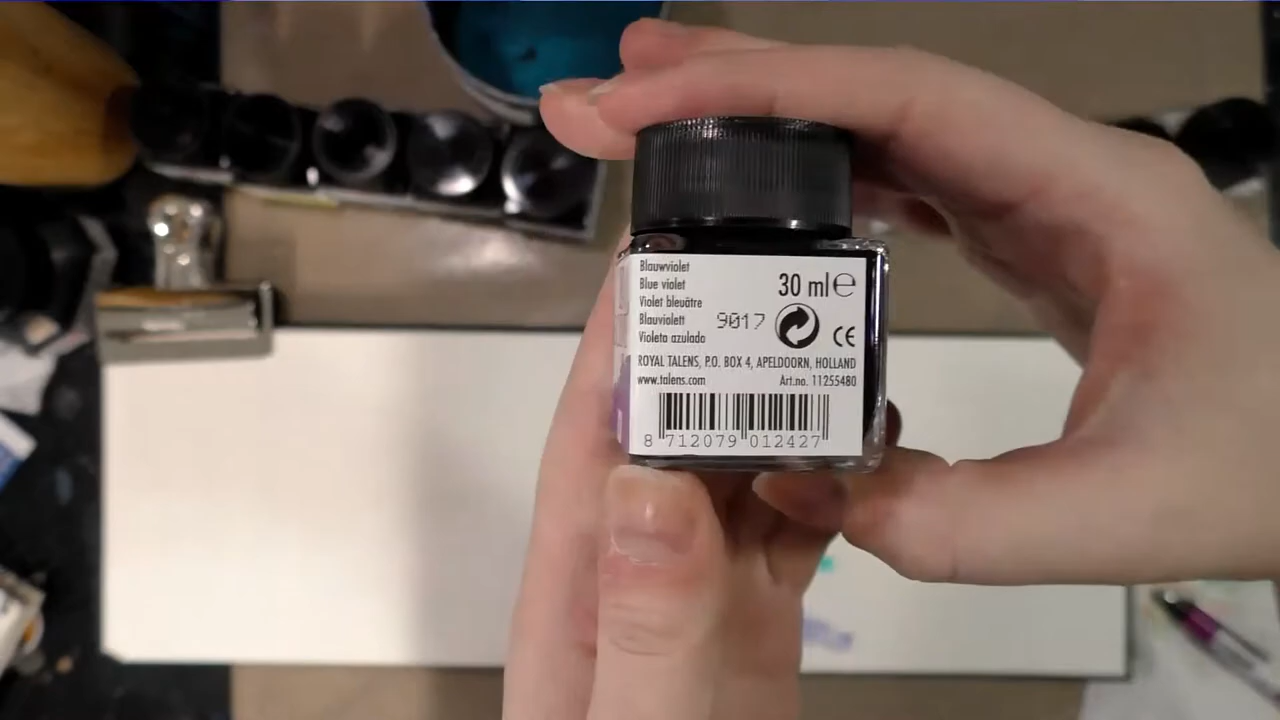 Blauwviolet
Blue violet
Violet bleuâtre
Blauviolett
Violeta azulado
9017
30 ml e
CE
ROYAL TALENS, P.O. BOX 4, APELDOORN, HOLLAND
www.talens.com Art.no. 11255480
8 712079 012427